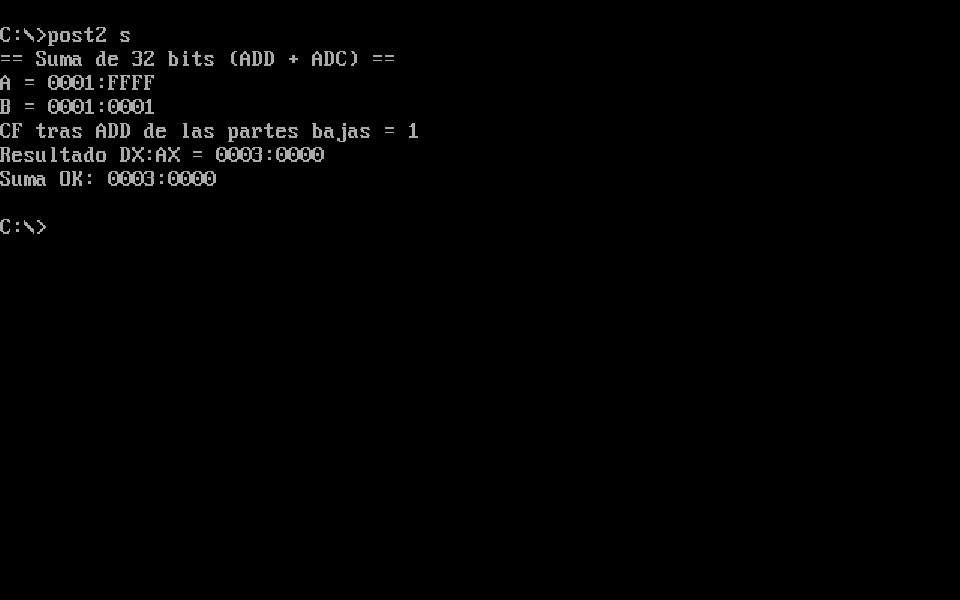 C:\>post2 s
== Suma de 32 bits (ADD + ADC) ==
A = 0001:FFFF
B = 0001:0001
CF tras ADD de las partes bajas = 1
Resultado DX:AX = 0003:0000
Suma OK: 0003:0000
C:\>